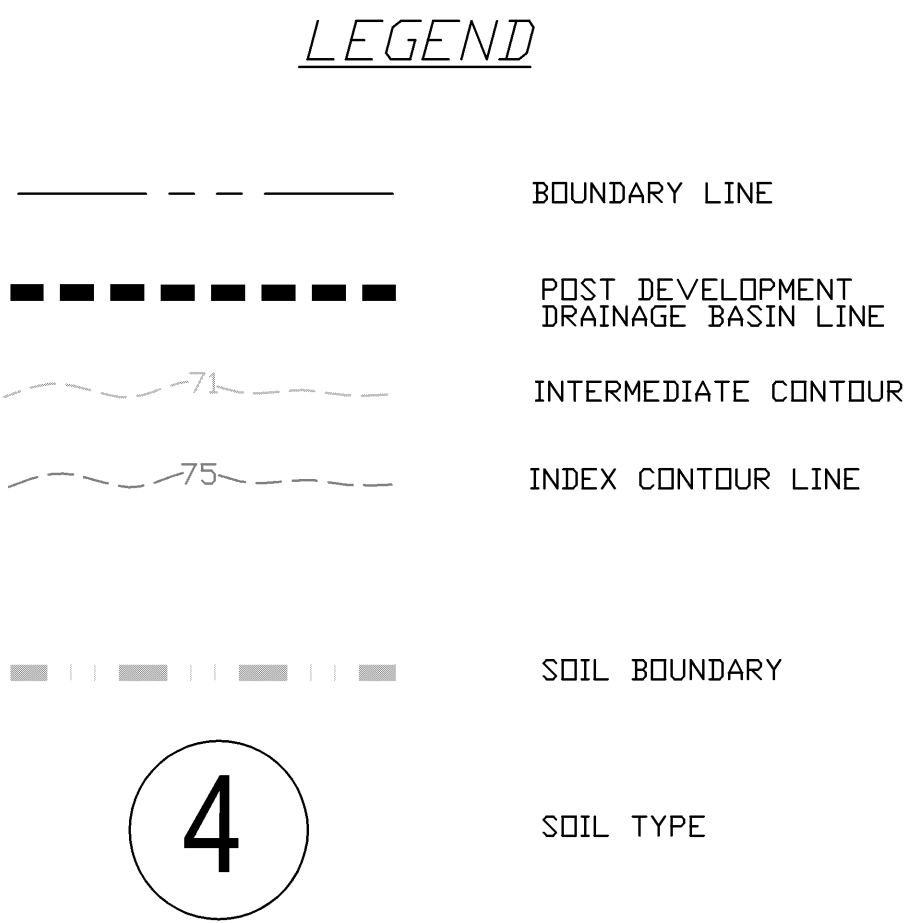 LEGEND
BOUNDARY LINE
POST DEVELOPMENT
DRAINAGE BASIN LINE
71
INTERMEDIATE CONTOUR
75
INDEX CONTOUR LINE
SOIL BOUNDARY
4
SOIL TYPE